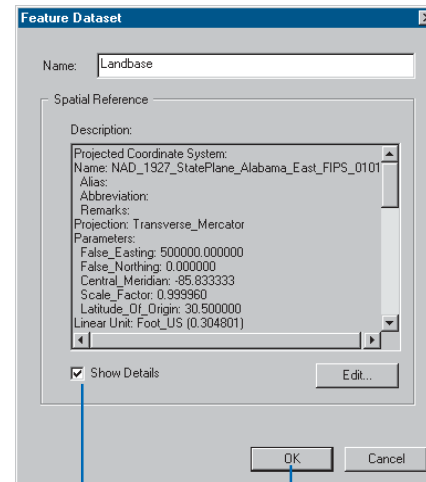 Feature Dataset
Name: Landbase
Spatial Reference
Description:
Projected Coordinate System:
Name: NAD_1927_StatePlane_Alabama_East_FIPS_0101
Alias:
Abbreviation:
Remarks:
Projection: Transverse_Mercator
Parameters:
False_Easting: 500000.000000
False_Northing: 0.000000
Central_Meridian: -85.833333
Scale_Factor: 0.999960
Latitude_Of_Origin: 30.500000
Linear Unit: Foot_US (0.304801)
Show Details
Edit...
OK
Cancel